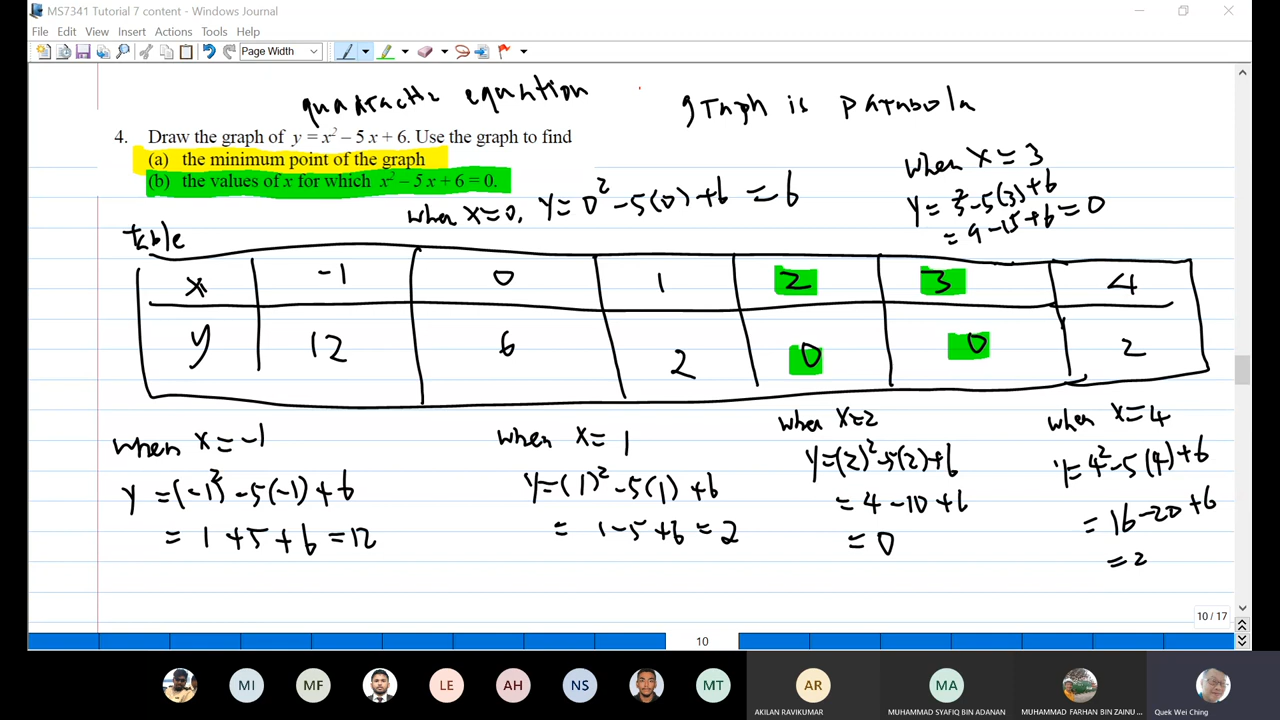 MS7341 Tutorial 7 content - Windows Journal
File Edit View Insert Actions Tools Help
Page Width
quadratic equation graph is parabola
4. Draw the graph of y = x² – 5 x + 6. Use the graph to find
(a) the minimum point of the graph
(b) the values of x for which x² – 5 x + 6 = 0.
when x = 3
y = 3² - 5(3) + 6
= 9 - 15 + 6 = 0
when x=0, y = 0² - 5(0) + 6 = 6
table
x -1 0 1 2 3 4
y 12 6 2 0 0 2
when x = -1
y = (-1)² - 5(-1) + 6
= 1 + 5 + 6 = 12
when x = 1
y = (1)² - 5(1) + 6
= 1 - 5 + 6 = 2
when x=2
y = (2)² - 5(2) + 6
= 4 - 10 + 6
= 0
when x = 4
y = 4² - 5(4) + 6
= 16 - 20 + 6
= 2
10 / 17
10
MI MF LE AH NS MT AR MA
AKILAN RAVIKUMAR MUHAMMAD SYAFIQ BIN ADANAN MUHAMMAD FARHAN BIN ZAINU ... Quek Wei Ching